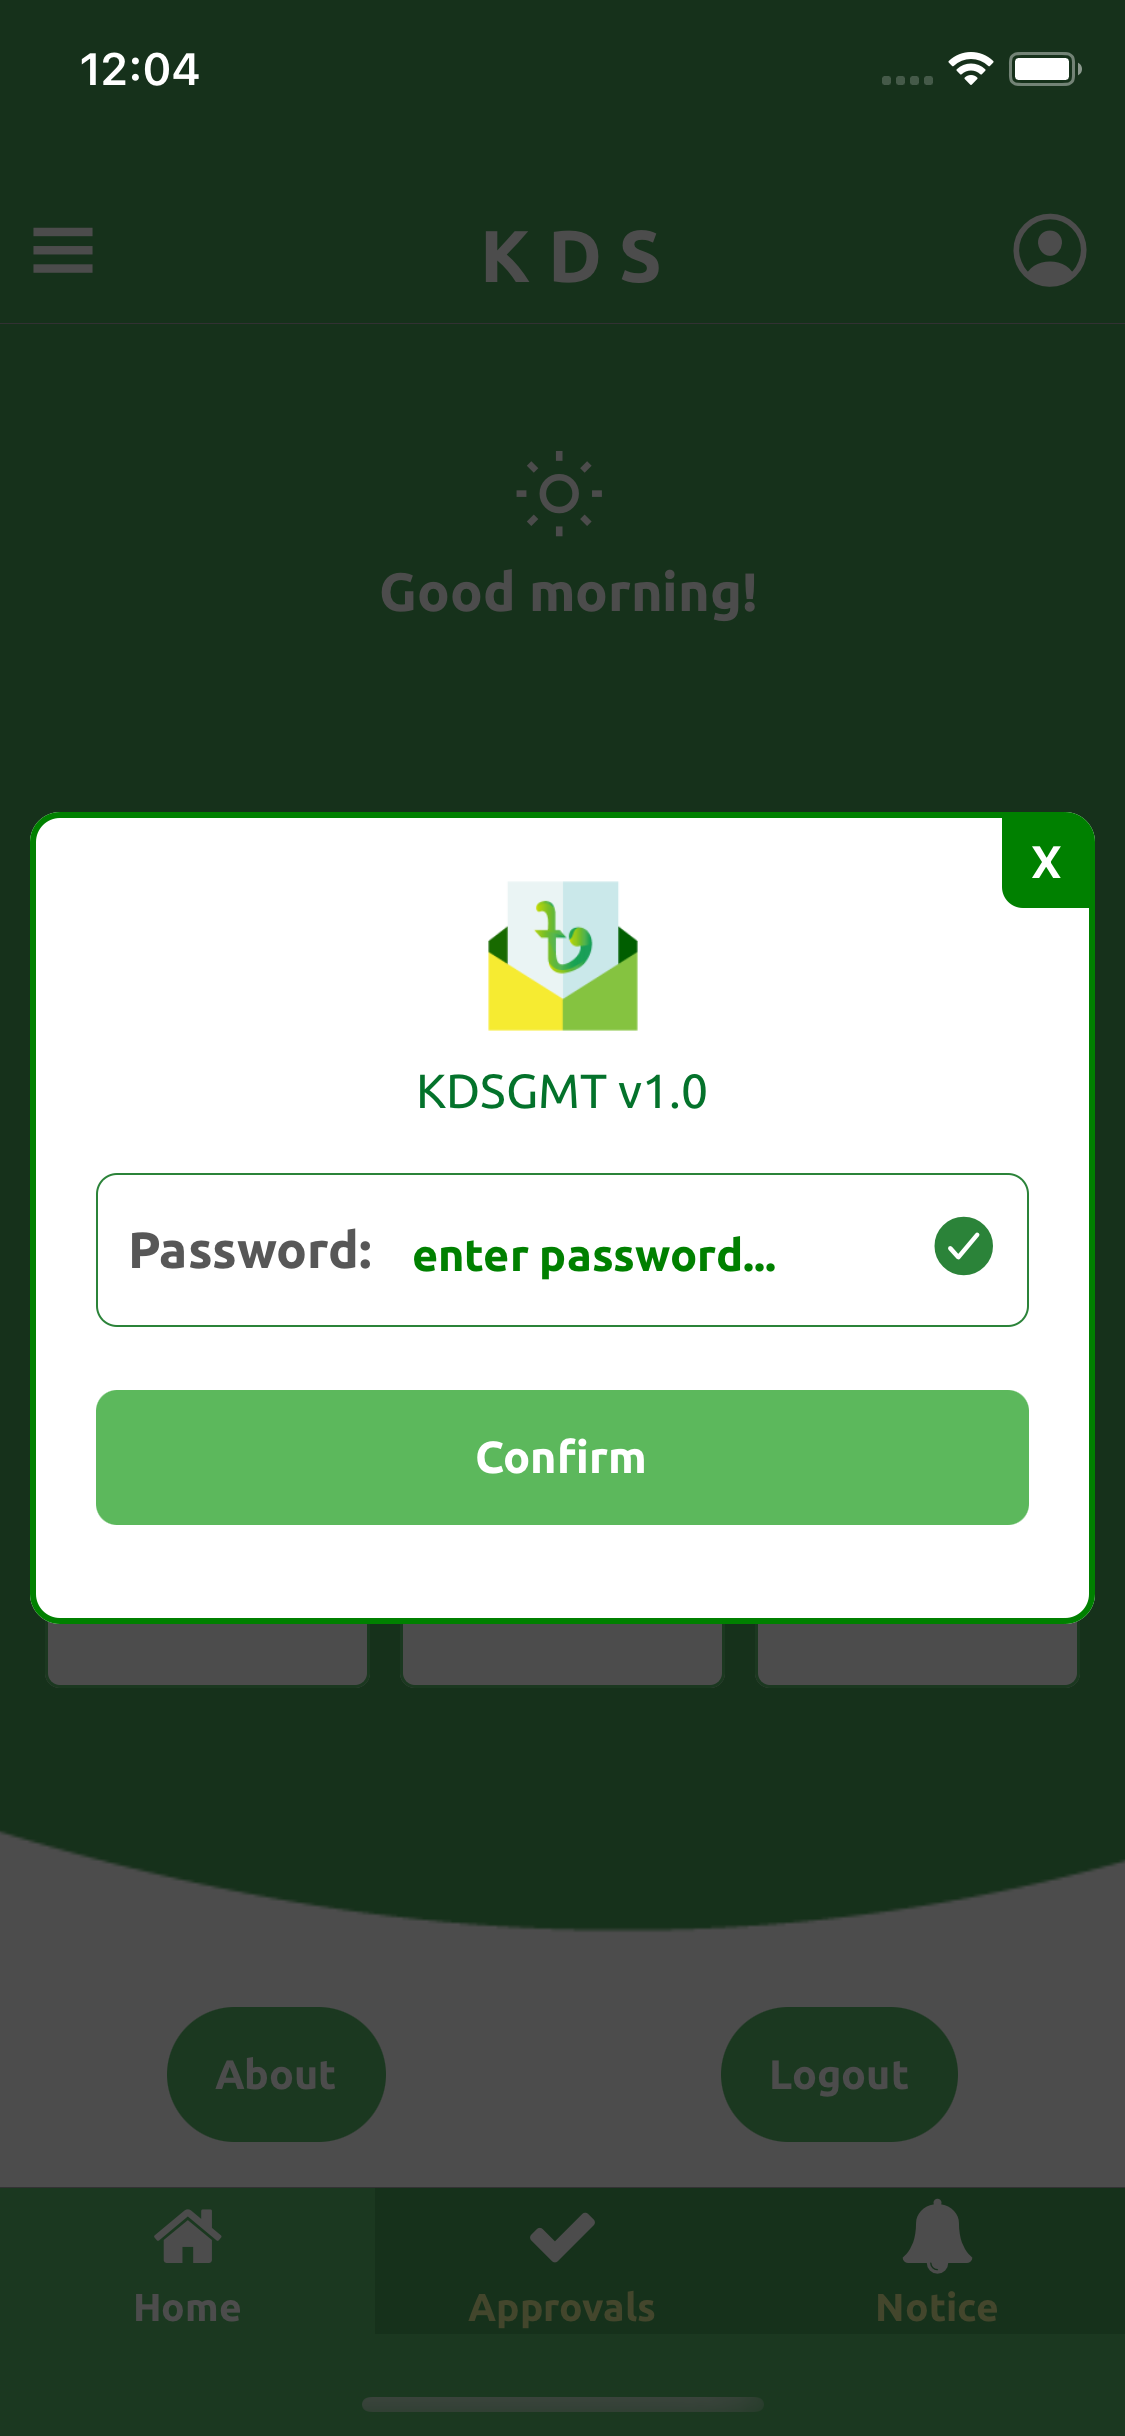 12:04
K D S
Good morning!
X
৳
KDSGMT v1.0
Password: enter password...
Confirm
About Logout
Home Approvals Notice